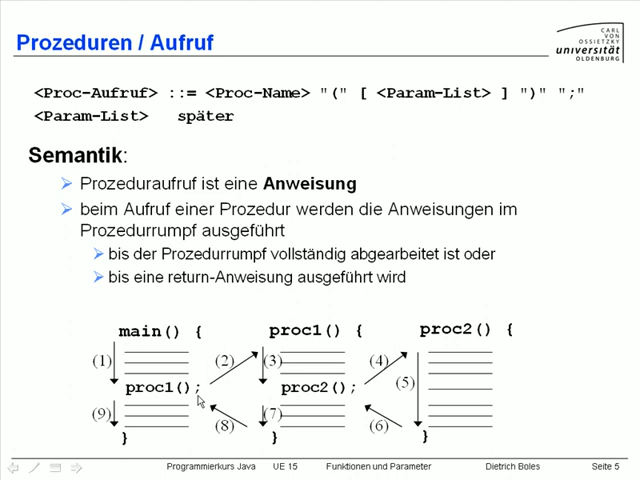 Prozeduren / Aufruf
CARL
VON
OSSIETZKY
universität
OLDENBURG
<Proc-Aufruf> ::= <Proc-Name> "(" [ <Param-List> ] ")" ";"
<Param-List> später
Semantik:
Prozeduraufruf ist eine Anweisung
beim Aufruf einer Prozedur werden die Anweisungen im
Prozedurrumpf ausgeführt
bis der Prozedurrumpf vollständig abgearbeitet ist oder
bis eine return-Anweisung ausgeführt wird
main() { proc1() { proc2() {
(1) (2) (3) (4)
proc1(); proc2(); (5)
(9) (8) (7) (6)
} } }
Programmierkurs Java UE 15 Funktionen und Parameter Dietrich Boles Seite 5